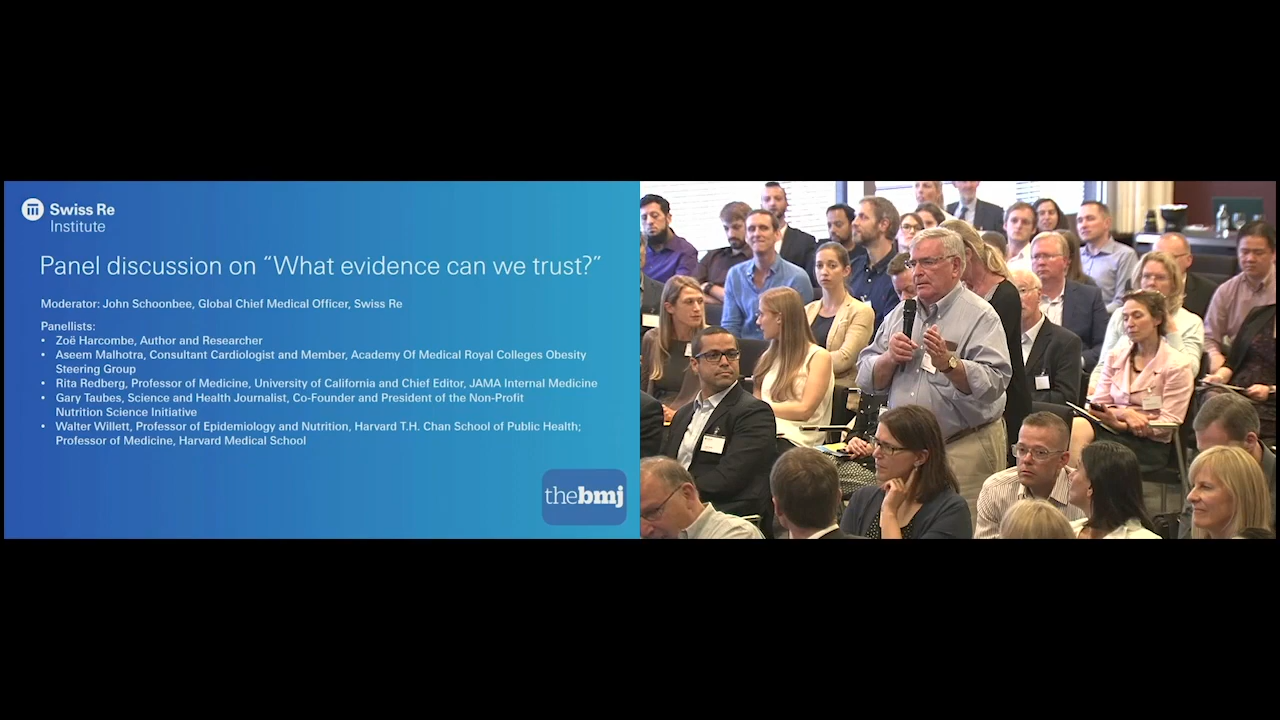 Swiss Re
Institute
Panel discussion on “What evidence can we trust?”
Moderator: John Schoonbee, Global Chief Medical Officer, Swiss Re
Panellists:
• Zoë Harcombe, Author and Researcher
• Aseem Malhotra, Consultant Cardiologist and Member, Academy Of Medical Royal Colleges Obesity
Steering Group
• Rita Redberg, Professor of Medicine, University of California and Chief Editor, JAMA Internal Medicine
• Gary Taubes, Science and Health Journalist, Co-Founder and President of the Non-Profit
Nutrition Science Initiative
• Walter Willett, Professor of Epidemiology and Nutrition, Harvard T.H. Chan School of Public Health;
Professor of Medicine, Harvard Medical School
thebmj